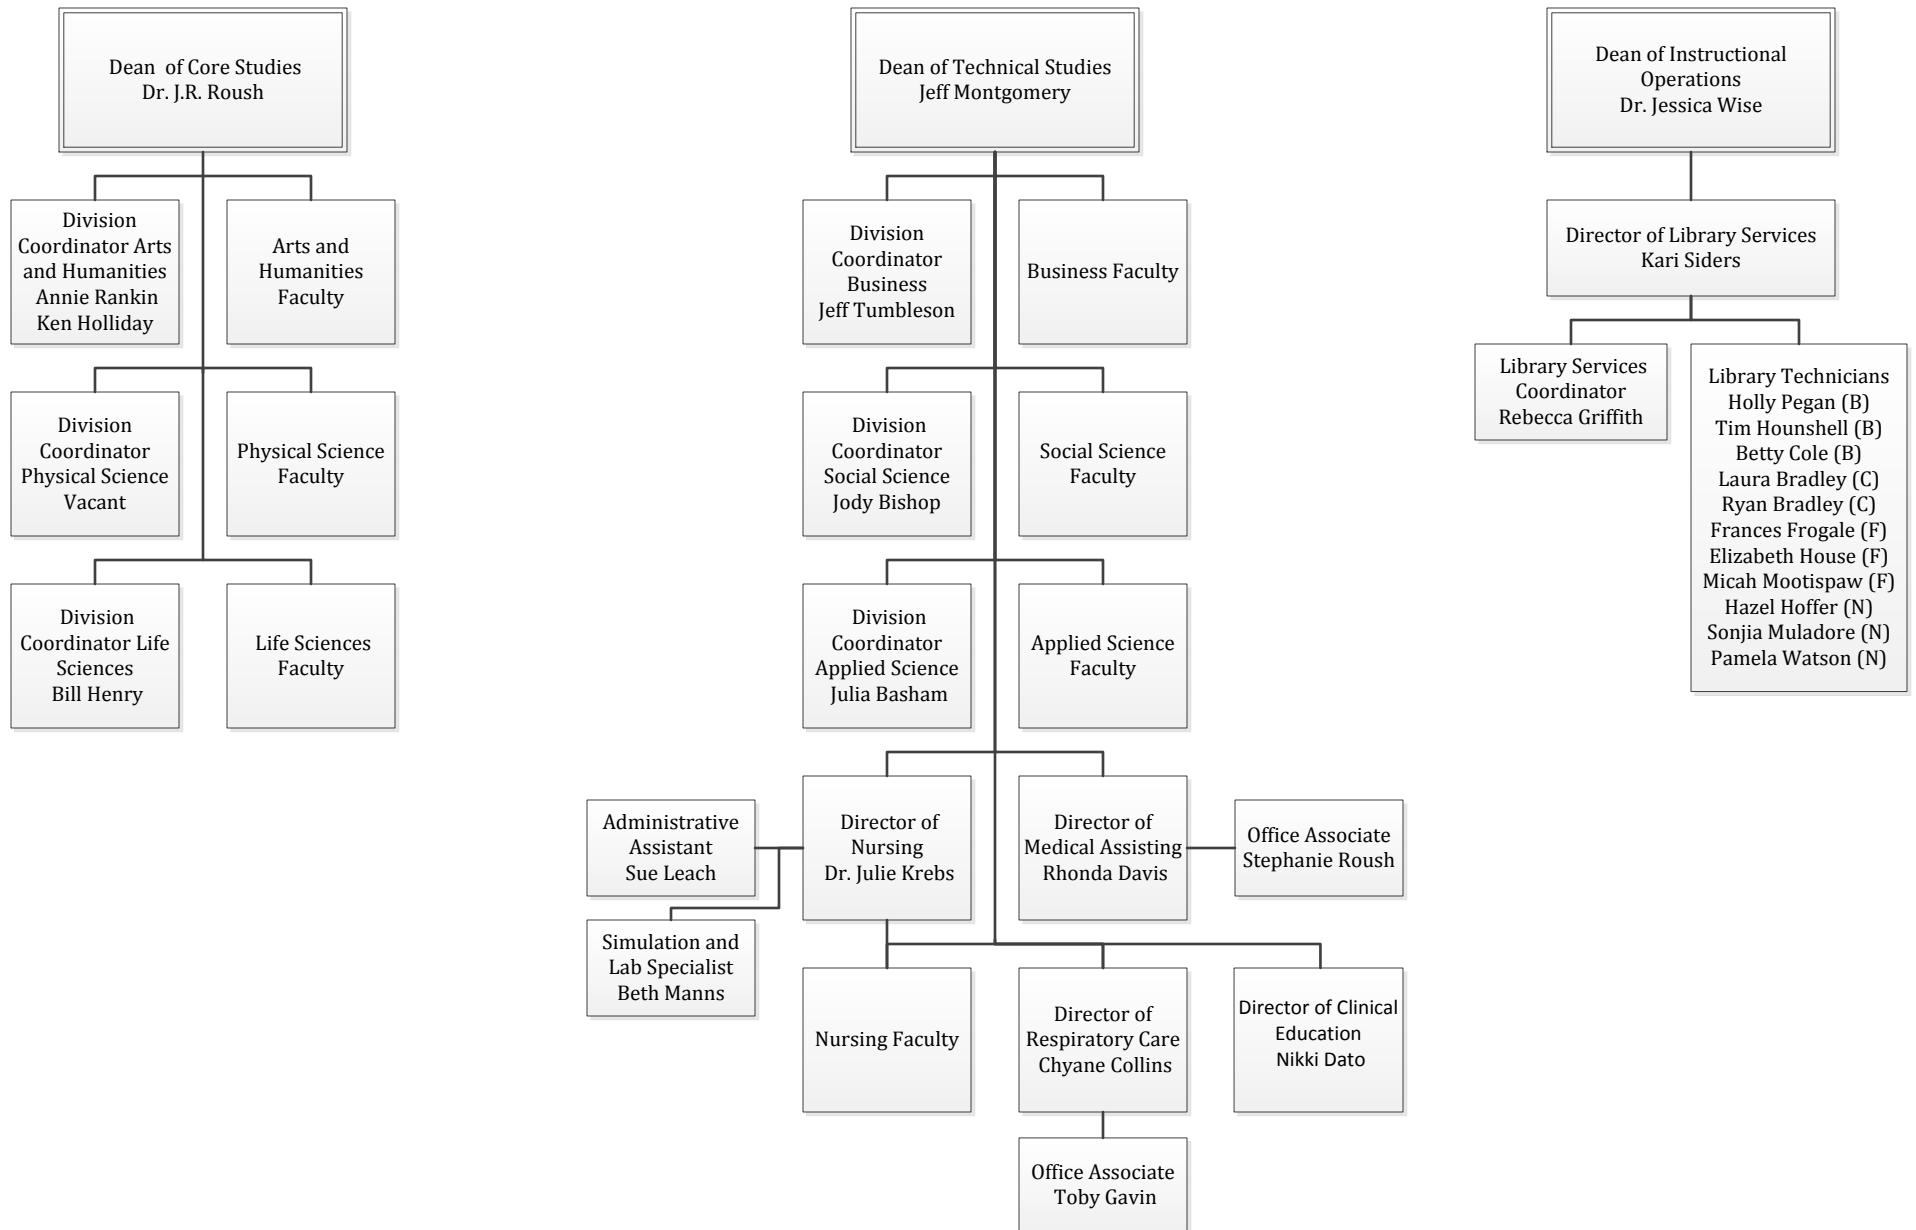 Dean  of Core Studies
Dr. J.R. Roush
Dean of Technical Studies
Jeff Montgomery
Dean of Instructional
Operations
Dr. Jessica Wise
Division
Coordinator Arts
and Humanities
Annie Rankin
Ken Holliday
Arts and
Humanities
Faculty
Division
Coordinator
Physical Science
Vacant
Physical Science
Faculty
Division
Coordinator Life
Sciences
Bill Henry
Life Sciences
Faculty
Division
Coordinator
Business
Jeff Tumbleson
Business Faculty
Division
Coordinator
Social Science
Jody Bishop
Social Science
Faculty
Division
Coordinator
Applied Science
Julia Basham
Applied Science
Faculty
Administrative
Assistant
Sue Leach
Director of
Nursing
Dr. Julie Krebs
Director of
Medical Assisting
Rhonda Davis
Office Associate
Stephanie Roush
Simulation and
Lab Specialist
Beth Manns
Nursing Faculty
Director of
Respiratory Care
Chyane Collins
Director of Clinical
Education
Nikki Dato
Office Associate
Toby Gavin
Director of Library Services
Kari Siders
Library Services
Coordinator
Rebecca Griffith
Library Technicians
Holly Pegan (B)
Tim Hounshell (B)
Betty Cole (B)
Laura Bradley (C)
Ryan Bradley (C)
Frances Frogale (F)
Elizabeth House (F)
Micah Mootispaw (F)
Hazel Hoffer (N)
Sonjia Muladore (N)
Pamela Watson (N)